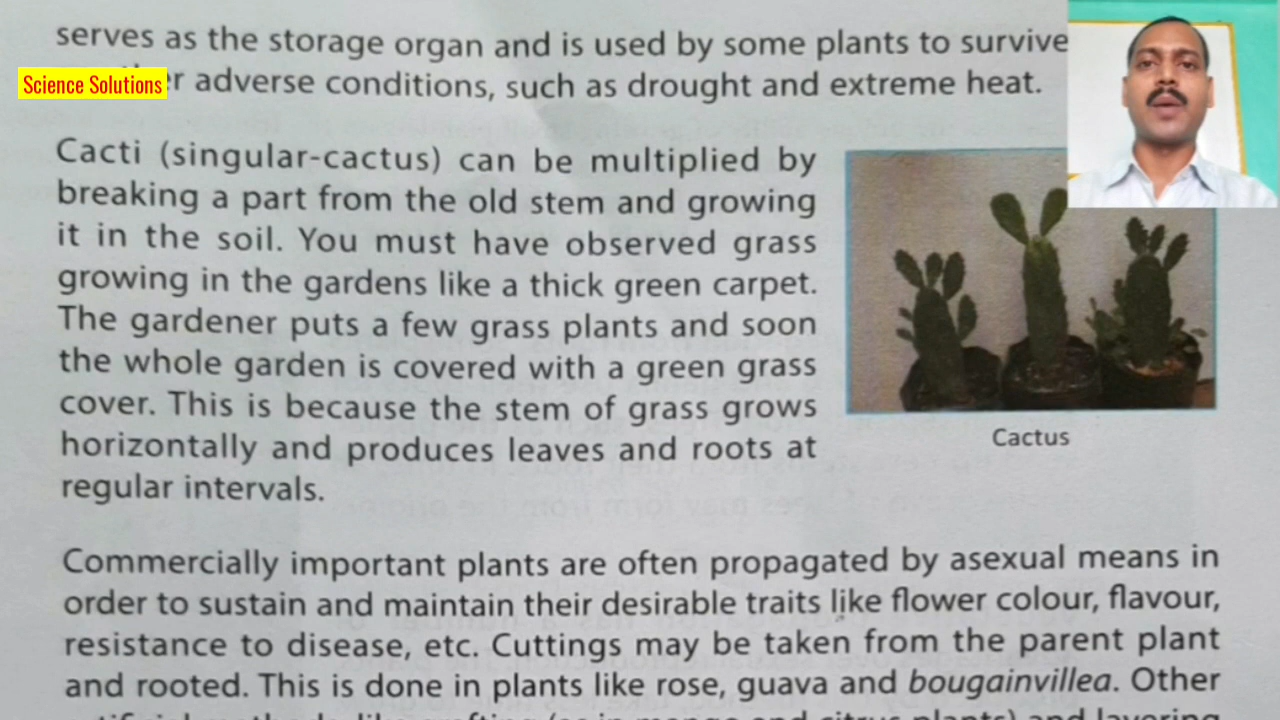 serves as the storage organ and is used by some plants to survive
Science Solutions
adverse conditions, such as drought and extreme heat.
Cacti (singular-cactus) can be multiplied by
breaking a part from the old stem and growing
it in the soil. You must have observed grass
growing in the gardens like a thick green carpet.
The gardener puts a few grass plants and soon
the whole garden is covered with a green grass
cover. This is because the stem of grass grows
horizontally and produces leaves and roots at
regular intervals.
Cactus
Commercially important plants are often propagated by asexual means in
order to sustain and maintain their desirable traits like flower colour, flavour,
resistance to disease, etc. Cuttings may be taken from the parent plant
and rooted. This is done in plants like rose, guava and bougainvillea. Other